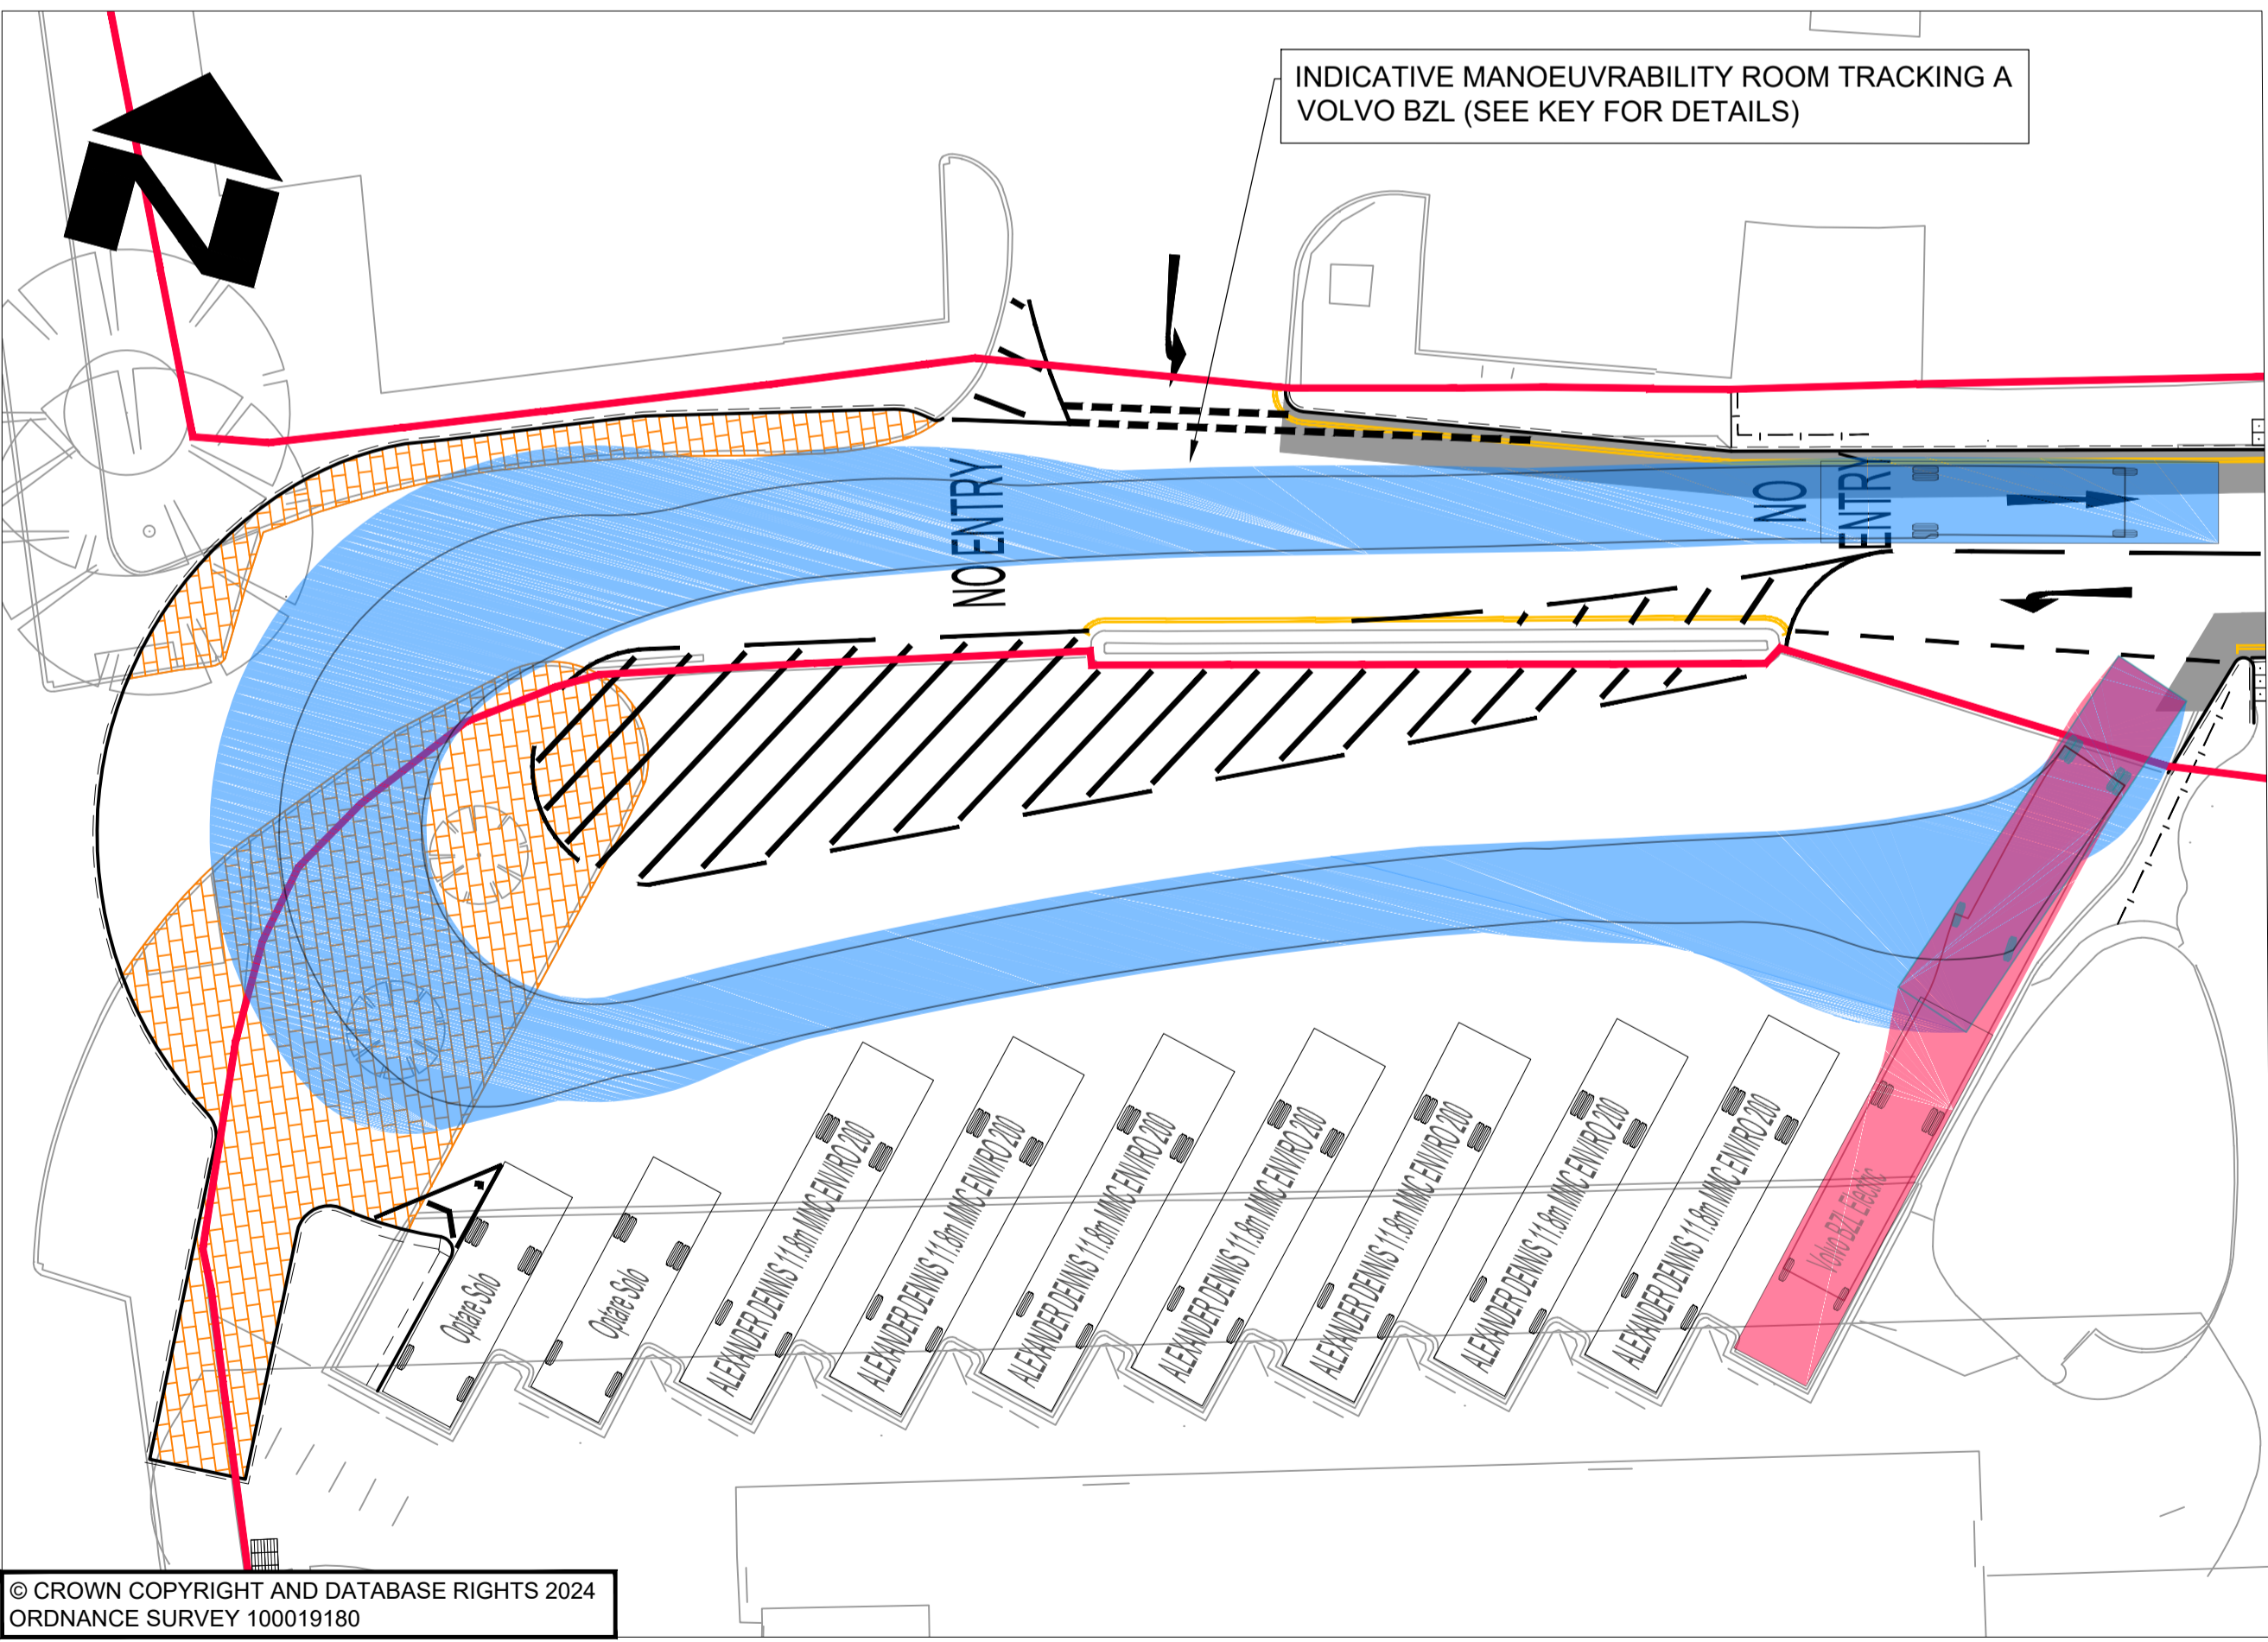 INDICATIVE MANOEUVRABILITY ROOM TRACKING A
VOLVO BZL (SEE KEY FOR DETAILS)
N
NO ENTRY
NO
ENTRY
Optare Solo
Optare Solo
ALEXANDER DENNIS 11.8m MMC ENVIRO 200
ALEXANDER DENNIS 11.8m MMC ENVIRO 200
ALEXANDER DENNIS 11.8m MMC ENVIRO 200
ALEXANDER DENNIS 11.8m MMC ENVIRO 200
ALEXANDER DENNIS 11.8m MMC ENVIRO 200
ALEXANDER DENNIS 11.8m MMC ENVIRO 200
ALEXANDER DENNIS 11.8m MMC ENVIRO 200
Volvo BZL Electric
© CROWN COPYRIGHT AND DATABASE RIGHTS 2024
ORDNANCE SURVEY 100019180